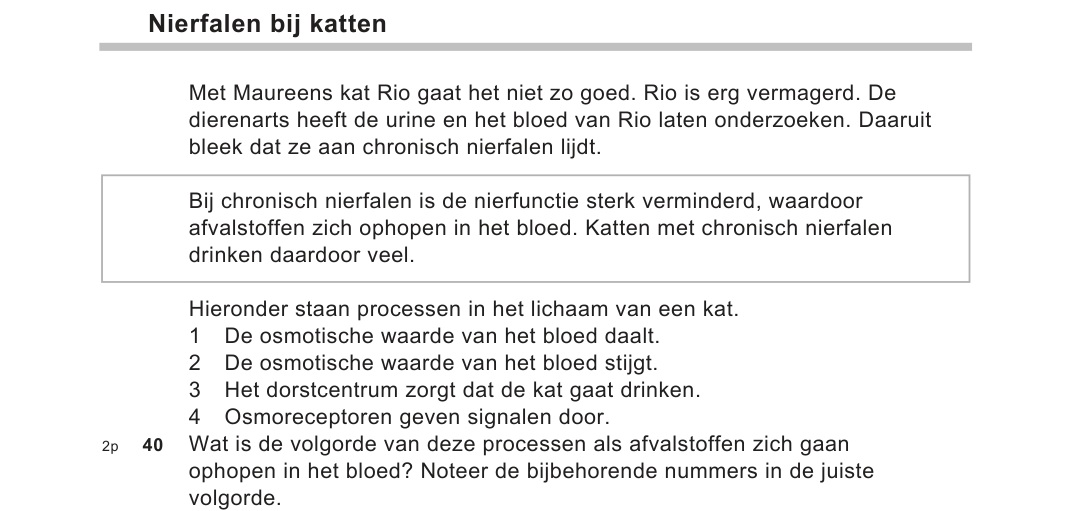 Nierfalen bij katten
Met Maureens kat Rio gaat het niet zo goed. Rio is erg vermagerd. De
dierenarts heeft de urine en het bloed van Rio laten onderzoeken. Daaruit
bleek dat ze aan chronisch nierfalen lijdt.
Bij chronisch nierfalen is de nierfunctie sterk verminderd, waardoor
afvalstoffen zich ophopen in het bloed. Katten met chronisch nierfalen
drinken daardoor veel.
Hieronder staan processen in het lichaam van een kat.
1 De osmotische waarde van het bloed daalt.
2 De osmotische waarde van het bloed stijgt.
3 Het dorstcentrum zorgt dat de kat gaat drinken.
4 Osmoreceptoren geven signalen door.
2p 40 Wat is de volgorde van deze processen als afvalstoffen zich gaan
ophopen in het bloed? Noteer de bijbehorende nummers in de juiste
volgorde.